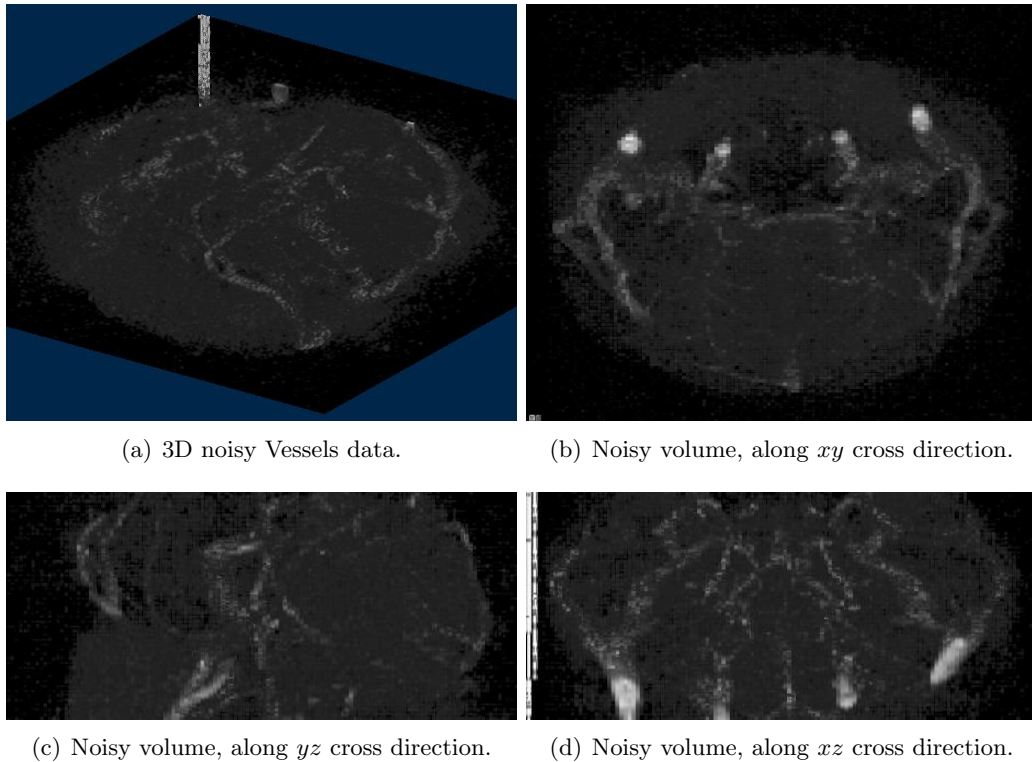 (a) 3D noisy Vessels data.
(b) Noisy volume, along xy cross direction.
(c) Noisy volume, along yz cross direction.
(d) Noisy volume, along xz cross direction.